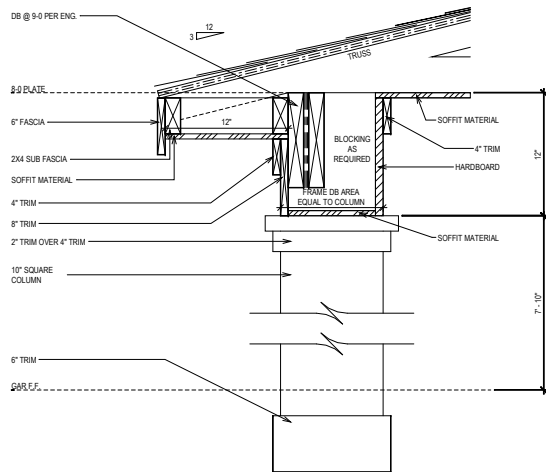 DB @ 9-0 PER ENG.
12
3
TRUSS
8-0 PLATE
6" FASCIA
12"
SOFFIT MATERIAL
4" TRIM
BLOCKING
AS
REQUIRED
HARDBOARD
12"
2X4 SUB FASCIA
SOFFIT MATERIAL
4" TRIM
8" TRIM
FRAME DB AREA
EQUAL TO COLUMN
2" TRIM OVER 4" TRIM
SOFFIT MATERIAL
10" SQUARE
COLUMN
7'- 10"
6" TRIM
GAR F.F.